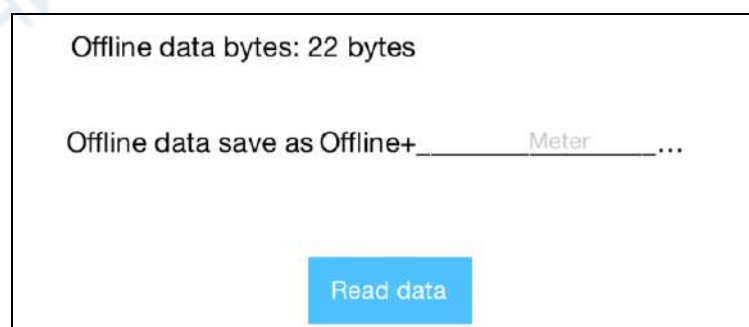 Offline data bytes: 22 bytes
Offline data save as Offline+_______Meter_______...
Read data